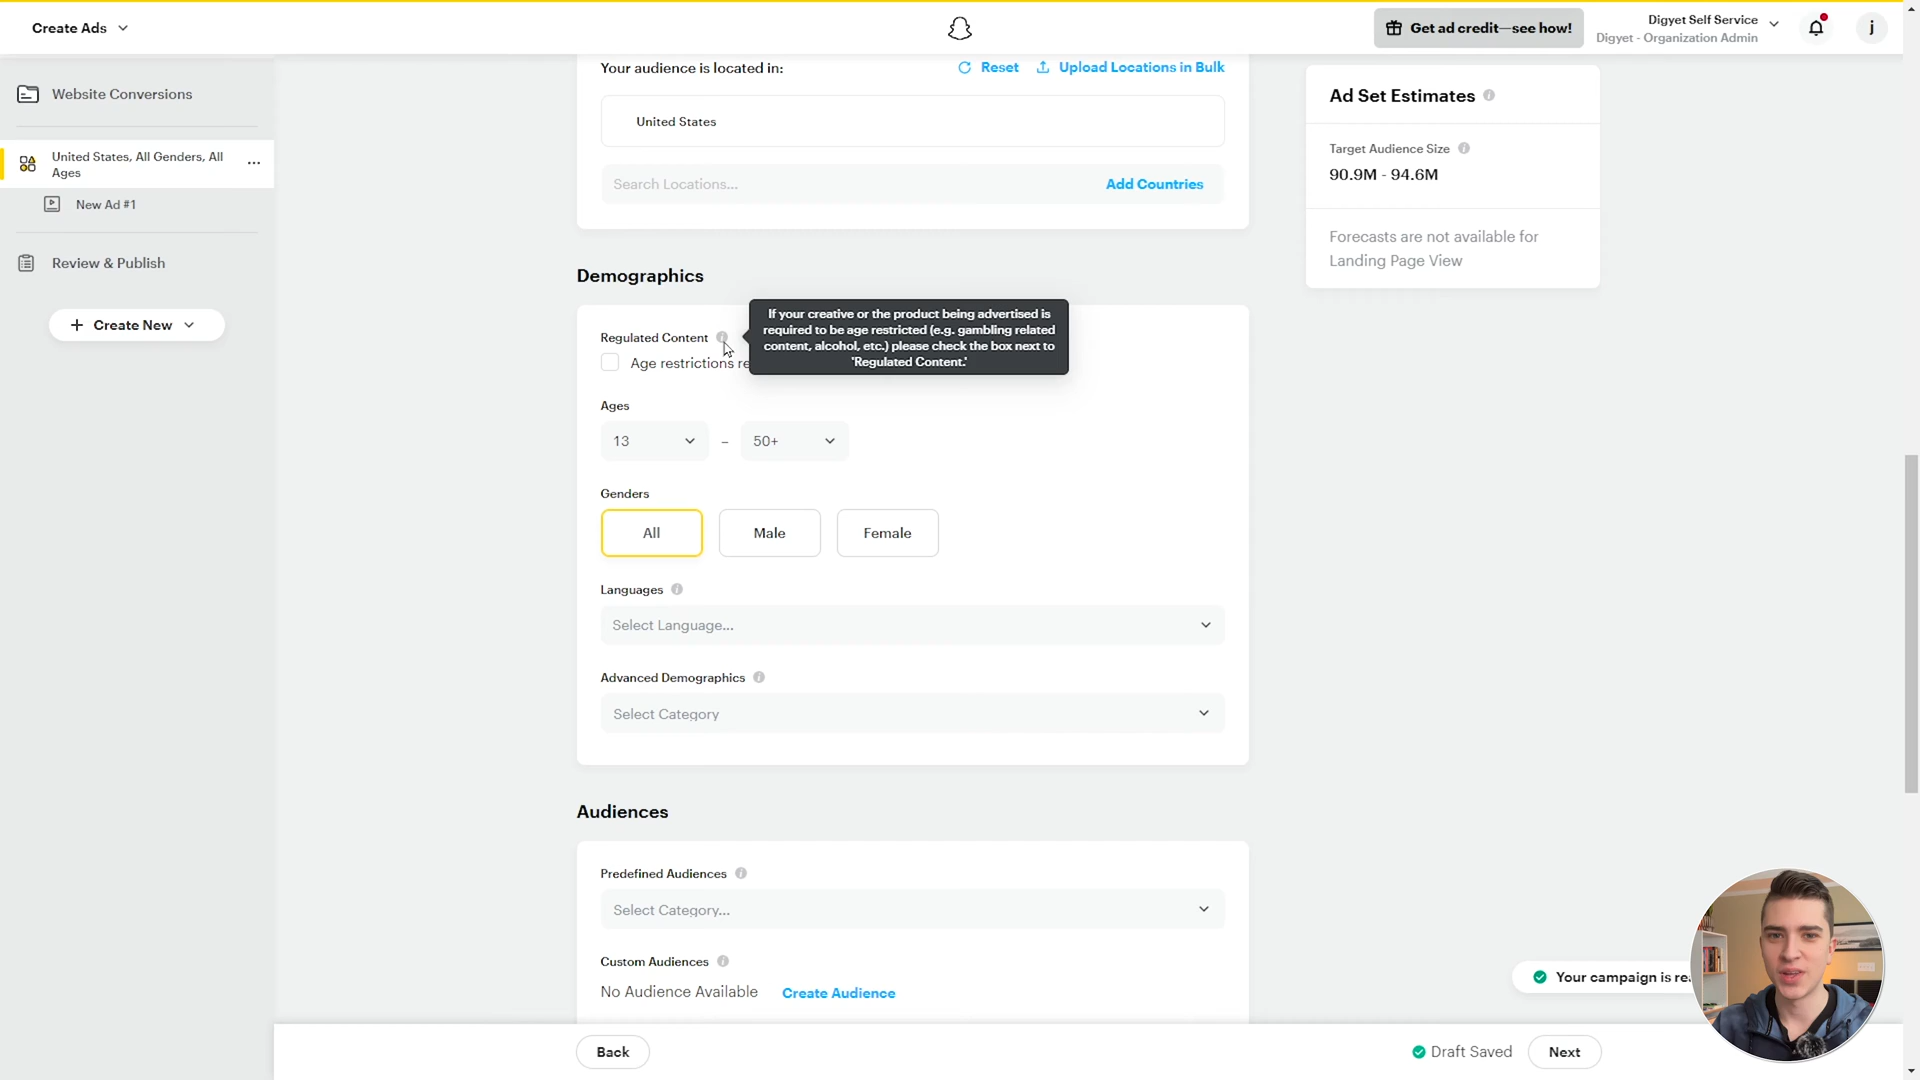 Create Ads
Get ad credit—see how!
Digyet Self Service
Digyet - Organization Admin
j
Website Conversions
United States, All Genders, All
Ages
...
New Ad #1
Review & Publish
+ Create New
Your audience is located in:
Reset
Upload Locations in Bulk
United States
Search Locations...
Add Countries
Ad Set Estimates
Target Audience Size
90.9M - 94.6M
Forecasts are not available for
Landing Page View
Demographics
Regulated Content
If your creative or the product being advertised is
required to be age restricted (e.g. gambling related
content, alcohol, etc.) please check the box next to
'Regulated Content.'
Age restrictions re
Ages
13
–
50+
Genders
All
Male
Female
Languages
Select Language...
Advanced Demographics
Select Category
Audiences
Predefined Audiences
Select Category...
Custom Audiences
No Audience Available
Create Audience
Your campaign is re
Back
Draft Saved
Next